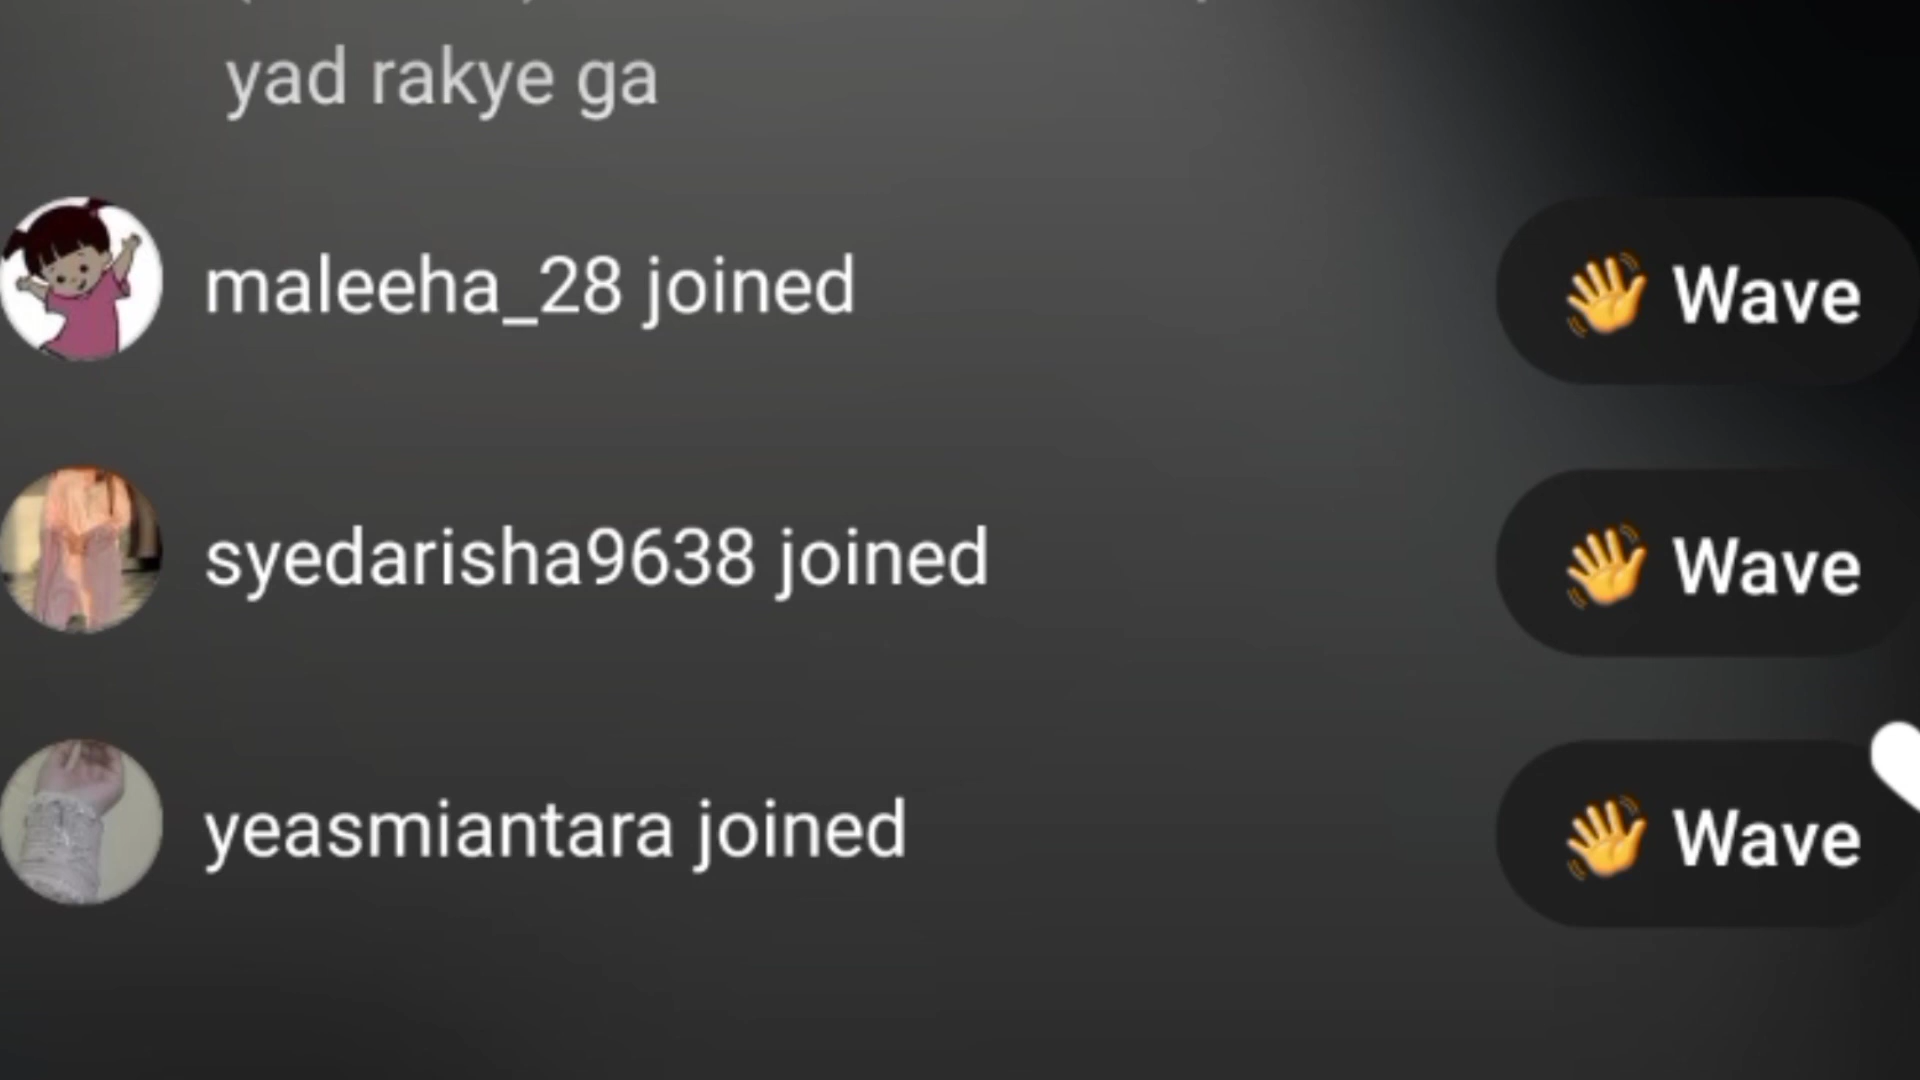 yad rakye ga
maleeha_28 joined
👋 Wave
syedarisha9638 joined
👋 Wave
yeasmiantara joined
👋 Wave